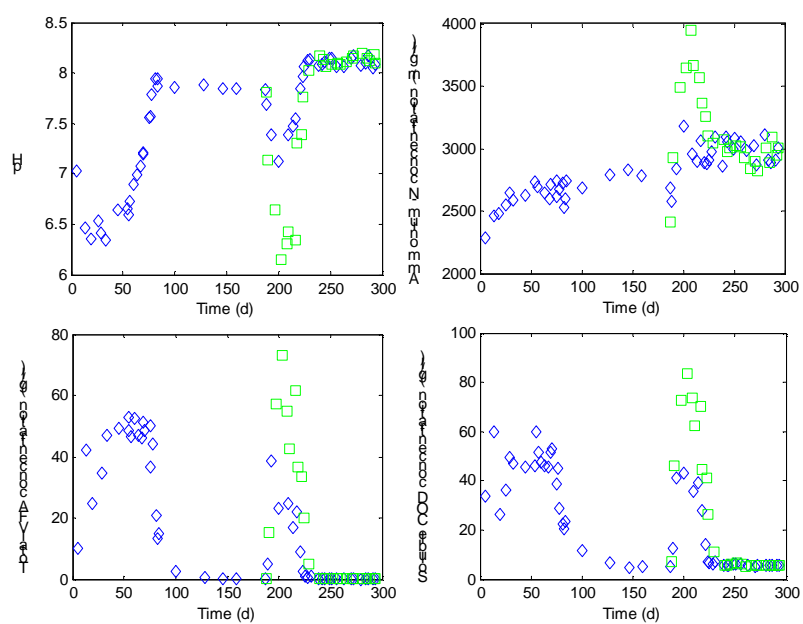 pH
8.5
8
7.5
7
6.5
6
0 50 100 150 200 250 300
Time (d)
Ammonium-N concentration (mg/l)
4000
3500
3000
2500
2000
0 50 100 150 200 250 300
Time (d)
Total VFA concentration (g/l)
80
60
40
20
0
0 50 100 150 200 250 300
Time (d)
Soluble COD concentration (g/l)
100
80
60
40
20
0
0 50 100 150 200 250 300
Time (d)